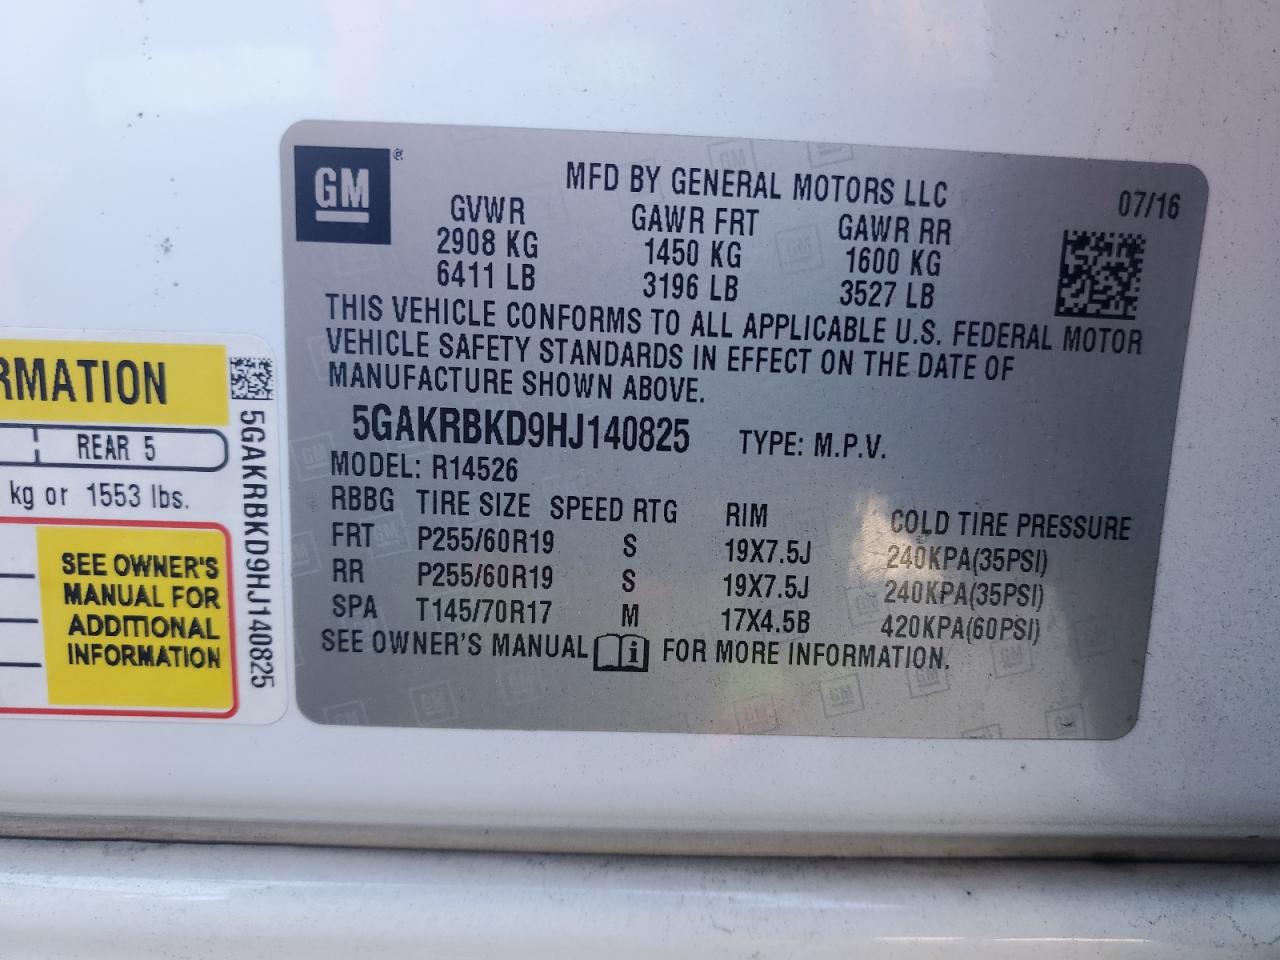 GM®
MFD BY GENERAL MOTORS LLC
07/16
GVWR GAWR FRT GAWR RR
2908 KG 1450 KG 1600 KG
6411 LB 3196 LB 3527 LB
THIS VEHICLE CONFORMS TO ALL APPLICABLE U.S. FEDERAL MOTOR
VEHICLE SAFETY STANDARDS IN EFFECT ON THE DATE OF
MANUFACTURE SHOWN ABOVE.
5GAKRBKD9HJ140825 TYPE: M.P.V.
MODEL: R14526
RBBG TIRE SIZE SPEED RTG RIM COLD TIRE PRESSURE
FRT P255/60R19 S 19X7.5J 240KPA(35PSI)
RR P255/60R19 S 19X7.5J 240KPA(35PSI)
SPA T145/70R17 M 17X4.5B 420KPA(60PSI)
SEE OWNER'S MANUAL i FOR MORE INFORMATION.
RMATION
REAR 5
kg or 1553 lbs.
SEE OWNER'S
MANUAL FOR
ADDITIONAL
INFORMATION
5GAKRBKD9HJ140825